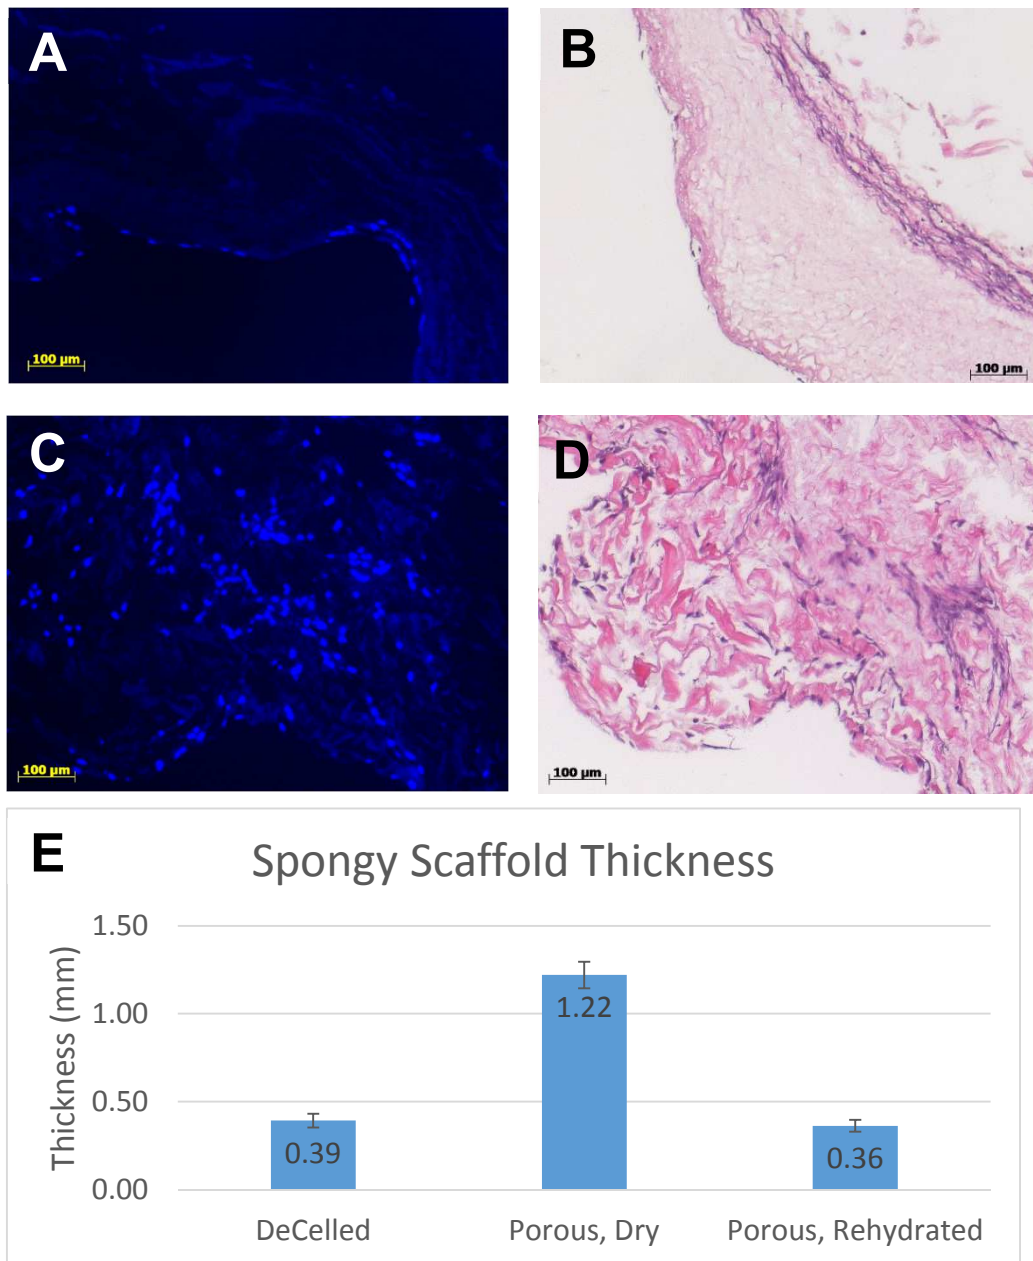 A
100 µm
B
100 µm
C
100 µm
D
100 µm
E
Spongy Scaffold Thickness
Thickness (mm)
1.50
1.00
0.50
0.00
0.39
1.22
0.36
DeCelled
Porous, Dry
Porous, Rehydrated